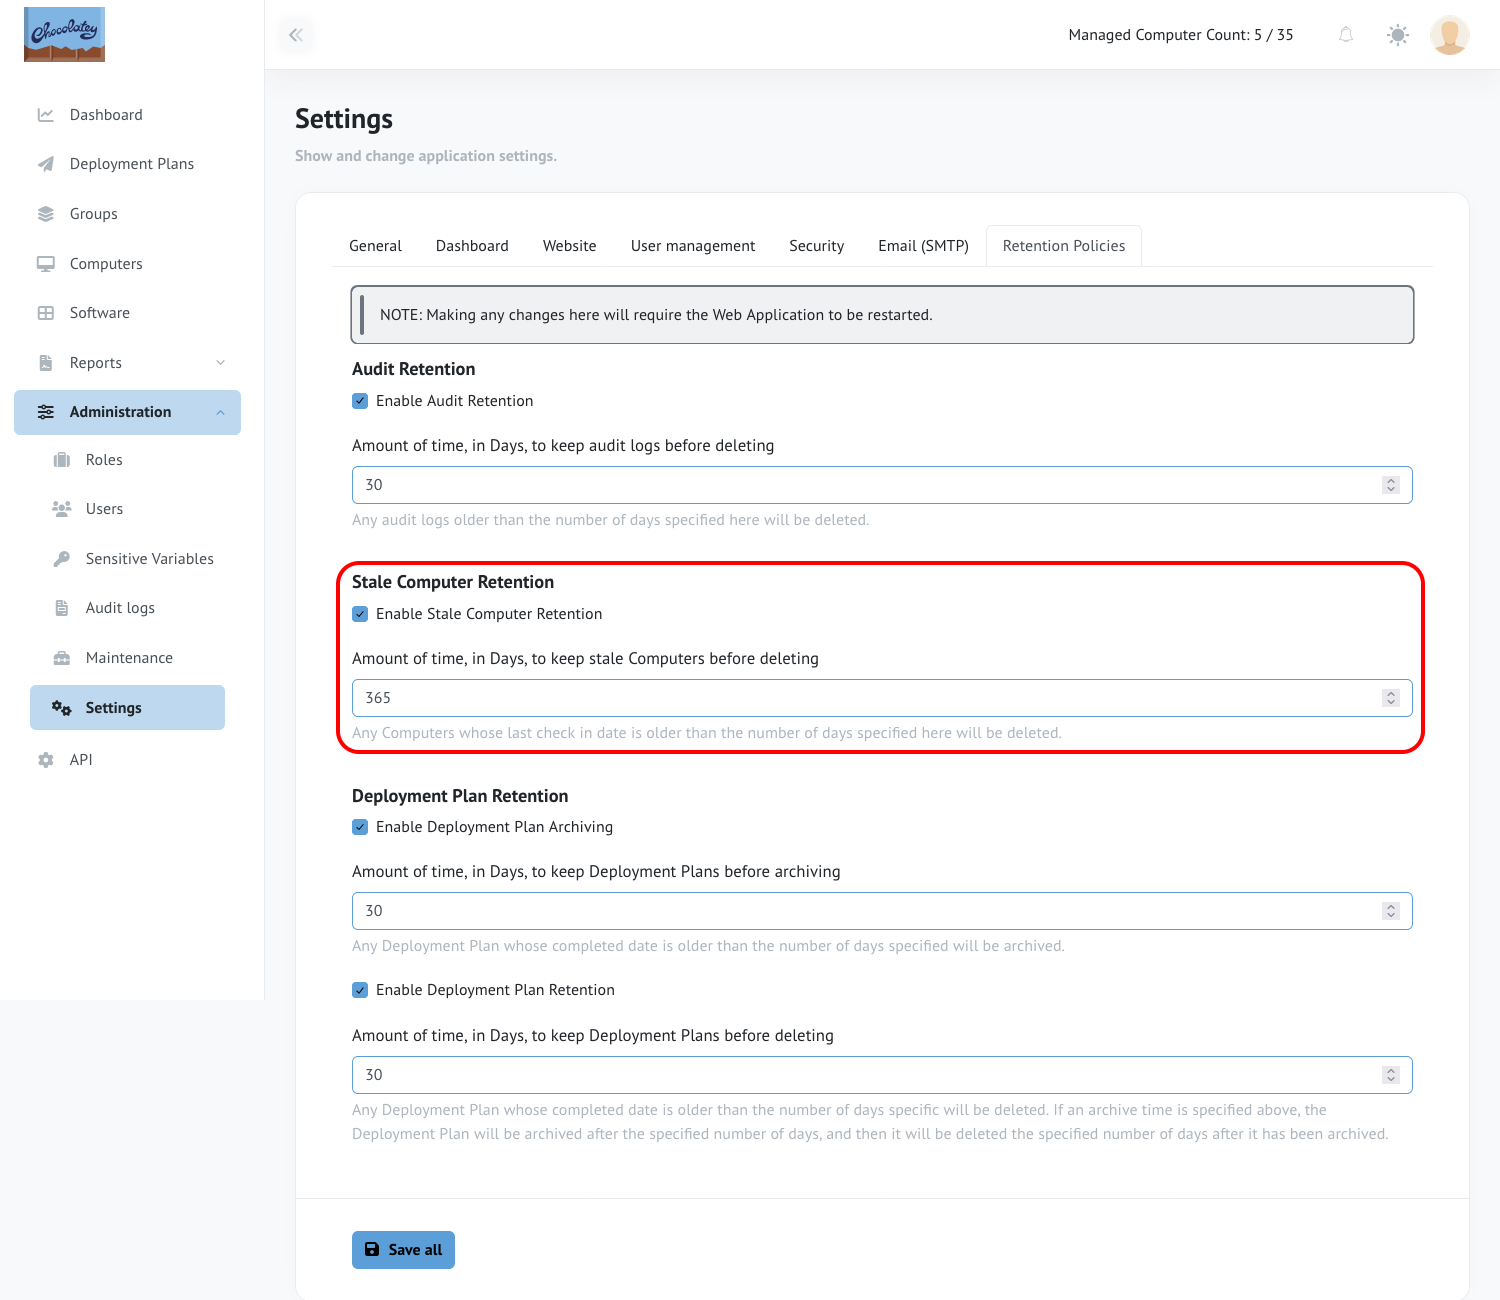 Chocolatey
Managed Computer Count: 5 / 35
Dashboard
Deployment Plans
Groups
Computers
Software
Reports
Administration
Roles
Users
Sensitive Variables
Audit logs
Maintenance
Settings
API
Settings
Show and change application settings.
General Dashboard Website User management Security Email (SMTP) Retention Policies
NOTE: Making any changes here will require the Web Application to be restarted.
Audit Retention
Enable Audit Retention
Amount of time, in Days, to keep audit logs before deleting
30
Any audit logs older than the number of days specified here will be deleted.
Stale Computer Retention
Enable Stale Computer Retention
Amount of time, in Days, to keep stale Computers before deleting
365
Any Computers whose last check in date is older than the number of days specified here will be deleted.
Deployment Plan Retention
Enable Deployment Plan Archiving
Amount of time, in Days, to keep Deployment Plans before archiving
30
Any Deployment Plan whose completed date is older than the number of days specified will be archived.
Enable Deployment Plan Retention
Amount of time, in Days, to keep Deployment Plans before deleting
30
Any Deployment Plan whose completed date is older than the number of days specific will be deleted. If an archive time is specified above, the
Deployment Plan will be archived after the specified number of days, and then it will be deleted the specified number of days after it has been archived.
Save all